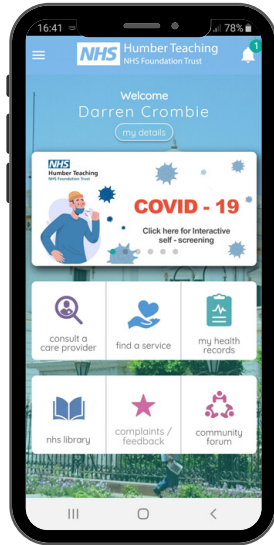 16:41
78%
NHS Humber Teaching
NHS Foundation Trust
1
Welcome
Darren Crombie
my details
NHS
Humber Teaching
NHS Foundation Trust
COVID - 19
Click here for Interactive
self - screening
consult a
care provider
find a service
my health
records
nhs library
complaints /
feedback
community
forum